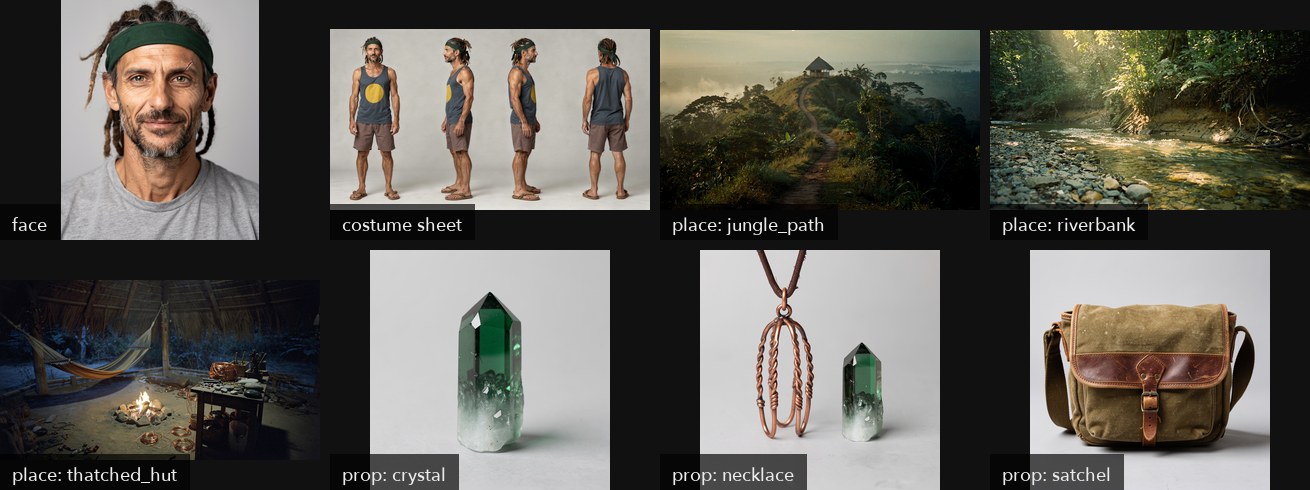 face
costume sheet
place: jungle_path
place: riverbank
place: thatched_hut
prop: crystal
prop: necklace
prop: satchel